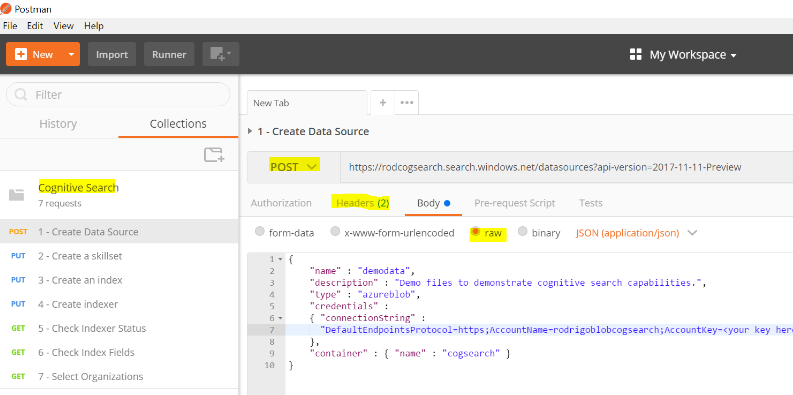 Postman
File Edit View Help
New Import Runner My Workspace
Filter
History Collections
Cognitive Search
7 requests
POST 1 - Create Data Source
PUT 2 - Create a skillset
PUT 3 - Create an index
PUT 4 - Create indexer
GET 5 - Check Indexer Status
GET 6 - Check Index Fields
GET 7 - Select Organizations
New Tab + •••
1 - Create Data Source
POST https://rodcogsearch.search.windows.net/datasources?api-version=2017-11-11-Preview
Authorization Headers (2) Body Pre-request Script Tests
form-data x-www-form-urlencoded raw binary JSON (application/json)
1 {
2 "name" : "demodata",
3 "description" : "Demo files to demonstrate cognitive search capabilities.",
4 "type" : "azureblob",
5 "credentials" :
6 { "connectionString" :
7 "DefaultEndpointsProtocol=https;AccountName=rodrigoblobcogsearch;AccountKey=<your key here
8 },
9 "container" : { "name" : "cogsearch" }
10 }